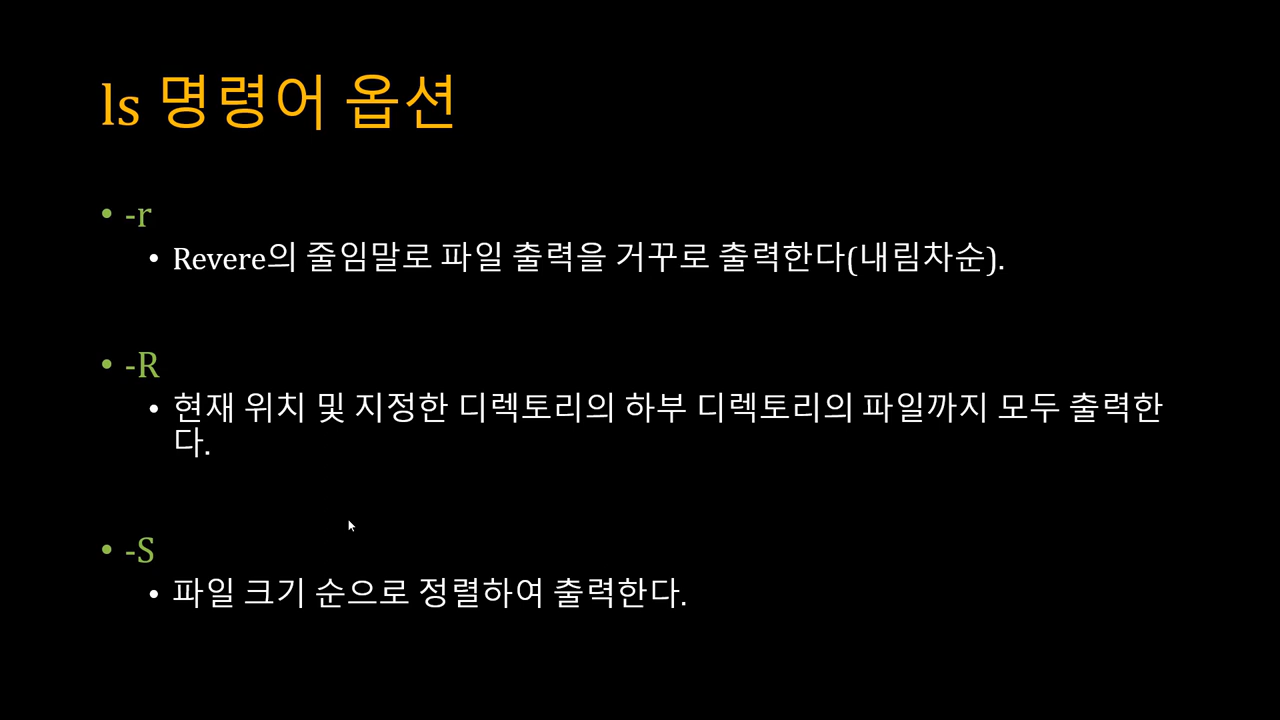 ls 명령어 옵션
• -r
• Revere의 줄임말로 파일 출력을 거꾸로 출력한다(내림차순).
• -R
• 현재 위치 및 지정한 디렉토리의 하부 디렉토리의 파일까지 모두 출력한
다.
• -S
• 파일 크기 순으로 정렬하여 출력한다.